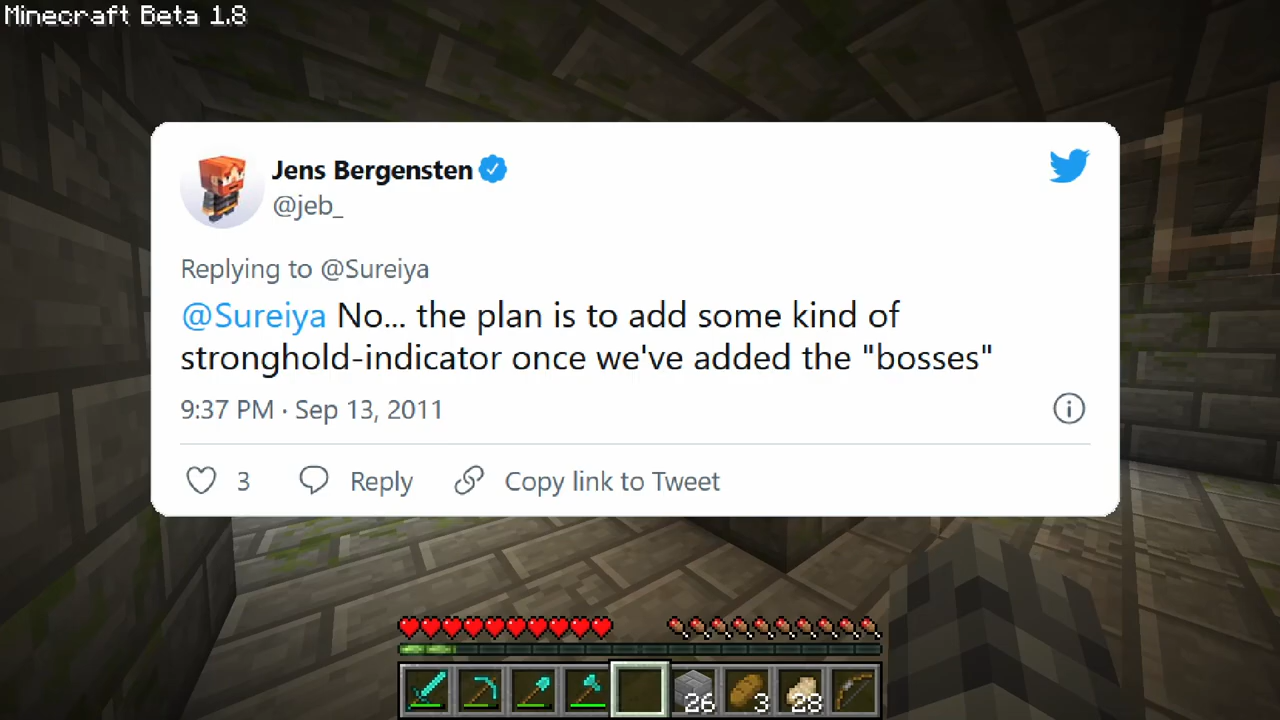 Minecraft Beta 1.8
Jens Bergensten
@jeb_
Replying to @Sureiya
@Sureiya No... the plan is to add some kind of
stronghold-indicator once we've added the "bosses"
9:37 PM · Sep 13, 2011
3 Reply Copy link to Tweet
26 3 28